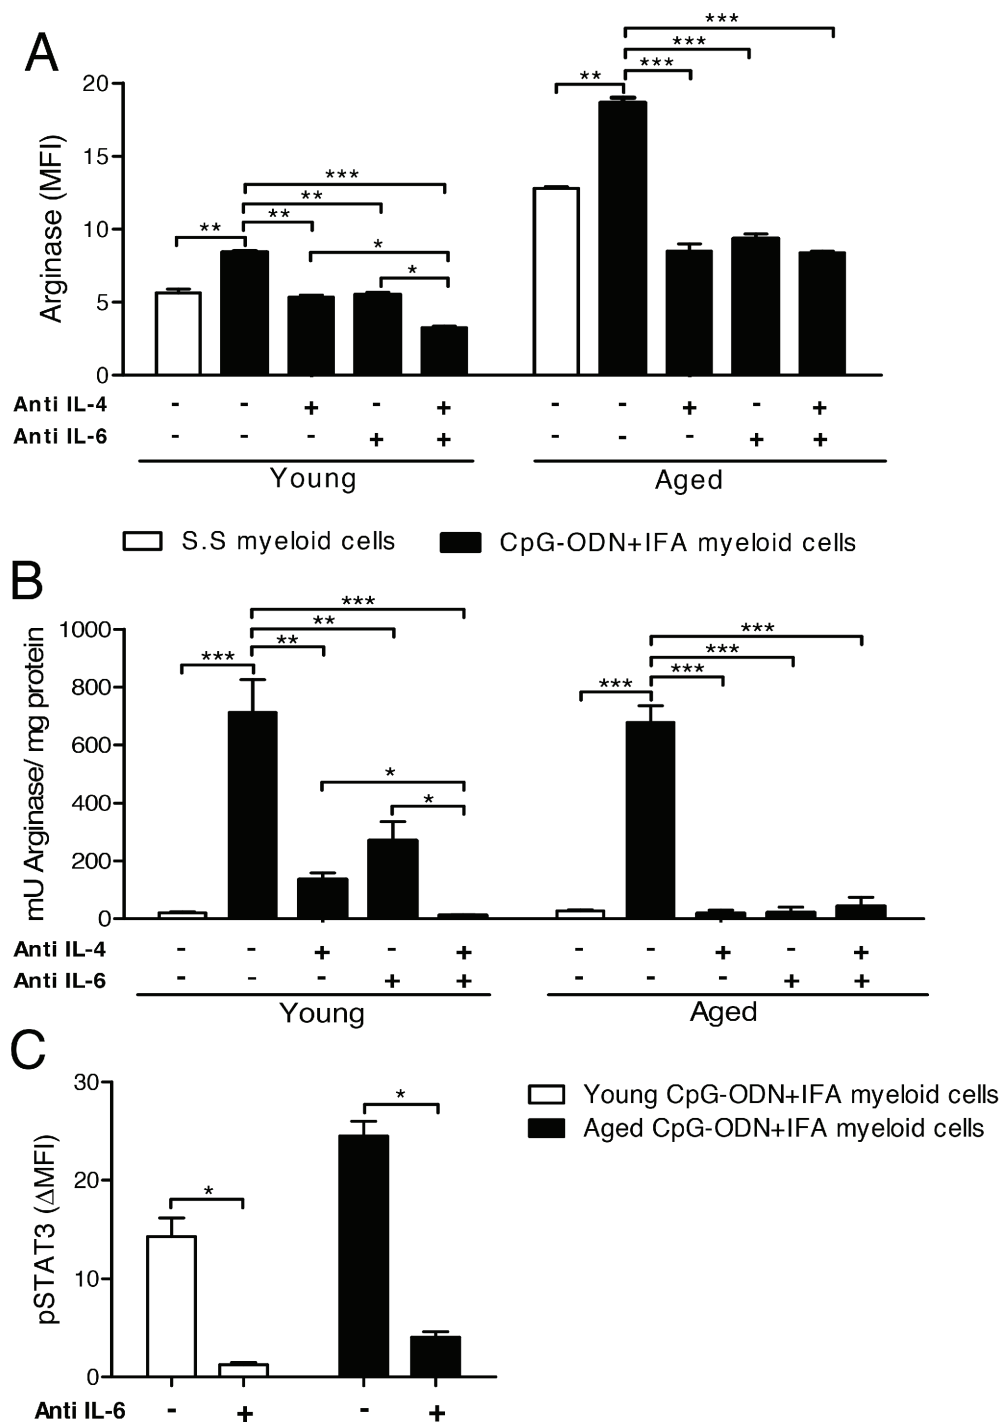 A
***
***
** ***
20
15
Arginase (MFI)
***
**
** **
*
*
10
5
0
Anti IL-4 - - + - + - - + - +
Anti IL-6 - - - + + - - - + +
Young Aged
S.S myeloid cells CpG-ODN+IFA myeloid cells
B
***
**
*** **
***
***
*** ***
*
*
mU Arginase/ mg protein
1000
800
600
400
200
0
Anti IL-4 - - + - + - - + - +
Anti IL-6 - - - + + - - - + +
Young Aged
C
Young CpG-ODN+IFA myeloid cells
Aged CpG-ODN+IFA myeloid cells
pSTAT3 (ΔMFI)
30
20
10
0
*
*
Anti IL-6 - + - +